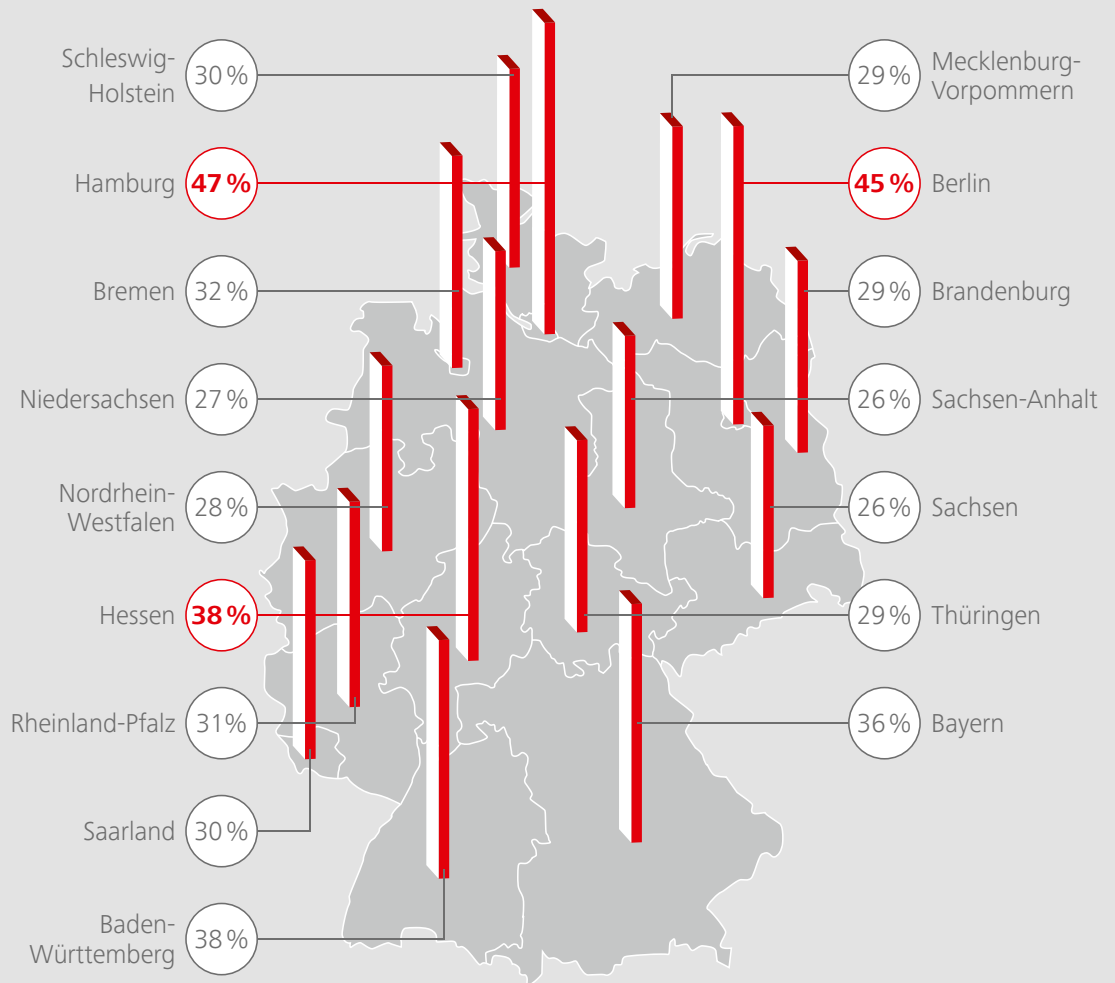 Schleswig-
Holstein
30 %
Hamburg
47 %
Bremen
32 %
Niedersachsen
27 %
Nordrhein-
Westfalen
28 %
Hessen
38 %
Rheinland-Pfalz
31%
Saarland
30 %
Baden-
Württemberg
38 %
29 %
Mecklenburg-
Vorpommern
45 %
Berlin
29 %
Brandenburg
26 %
Sachsen-Anhalt
26 %
Sachsen
29 %
Thüringen
36 %
Bayern